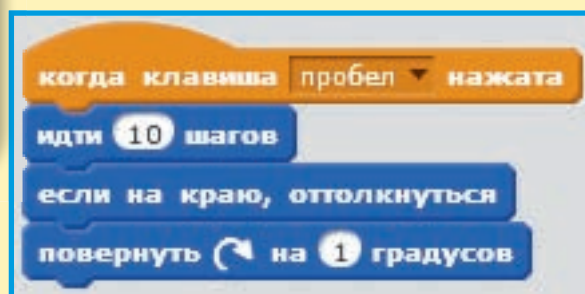 когда клавиша пробел нажата
идти 10 шагов
если на краю, оттолкнуться
повернуть на 1 градусов